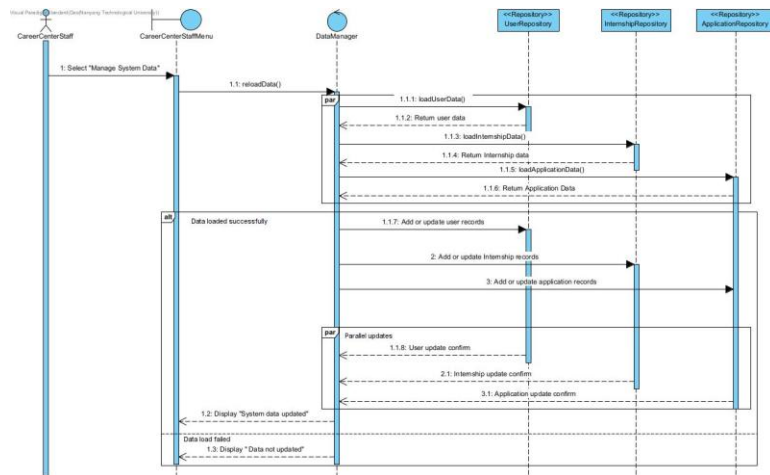 CareerCenterStaff
CareerCenterStaffMenu
DataManager
<<Repository>>
UserRepository
<<Repository>>
InternshipRepository
<<Repository>>
ApplicationRepository
1: Select "Manage System Data"
1.1: reloadData()
par
1.1.1: loadUserData()
1.1.2: Return user data
1.1.3: loadInternshipData()
1.1.4: Return Internship data
1.1.5: loadApplicationData()
1.1.6: Return Application Data
alt
Data loaded successfully
1.1.7: Add or update user records
2: Add or update Internship records
3: Add or update application records
par
Parallel updates
1.1.8: User update confirm
2.1: Internship update confirm
3.1: Application update confirm
1.2: Display "System data updated"
Data load failed
1.3: Display " Data not updated"